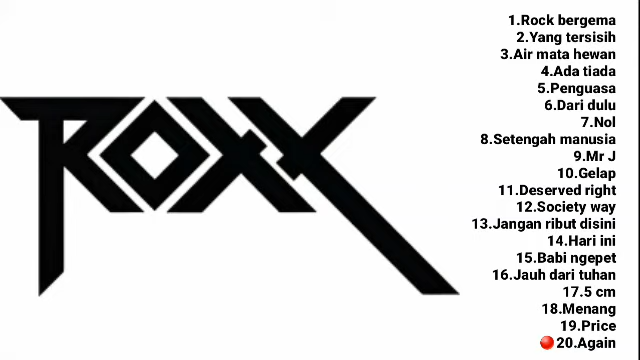 ROXX
1.Rock bergema
2.Yang tersisih
3.Air mata hewan
4.Ada tiada
5.Penguasa
6.Dari dulu
7.Nol
8.Setengah manusia
9.Mr J
10.Gelap
11.Deserved right
12.Society way
13.Jangan ribut disini
14.Hari ini
15.Babi ngepet
16.Jauh dari tuhan
17.5 cm
18.Menang
19.Price
20.Again